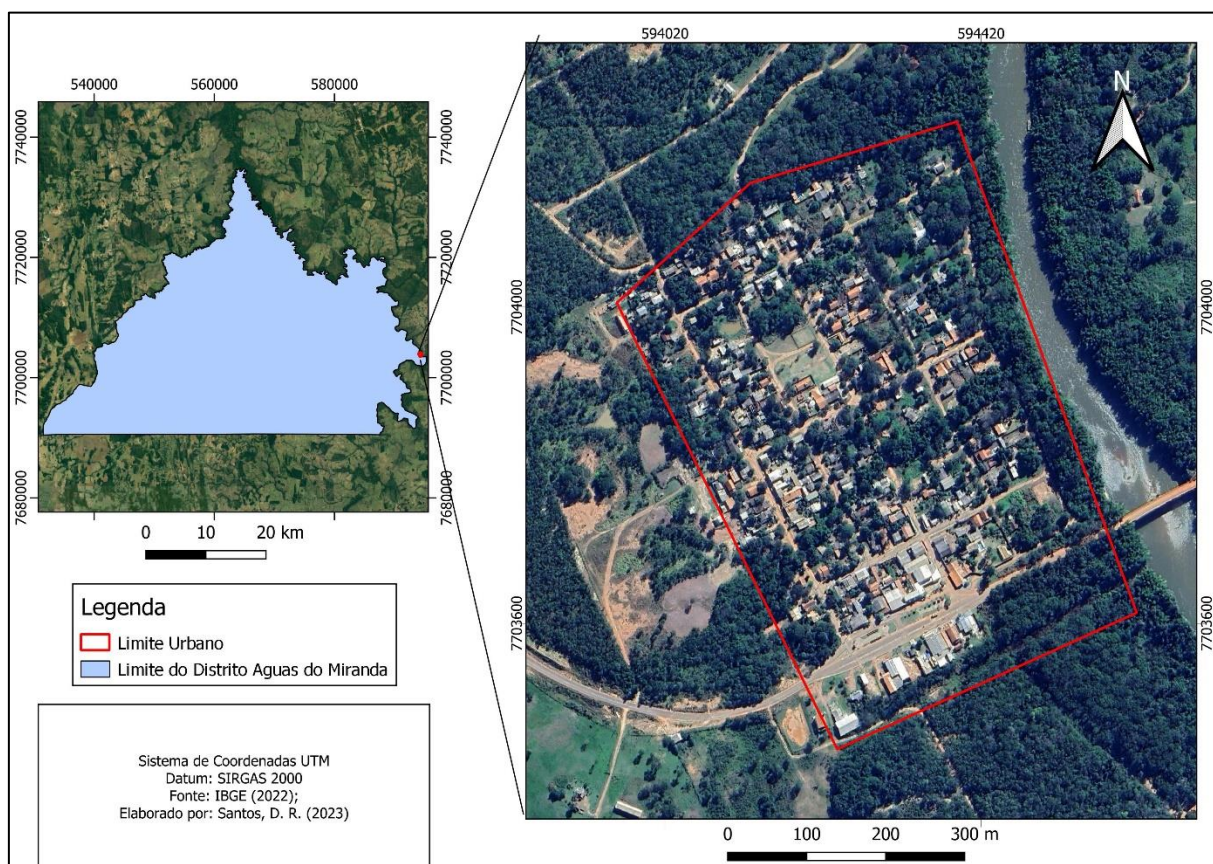 540000 560000 580000
7740000
7740000
7720000
7720000
7700000
7700000
7680000
7680000
0 10 20 km
Legenda
Limite Urbano
Limite do Distrito Aguas do Miranda
Sistema de Coordenadas UTM
Datum: SIRGAS 2000
Fonte: IBGE (2022);
Elaborado por: Santos, D. R. (2023)
594020 594420
N
7704000
7704000
7703600
7703600
0 100 200 300 m